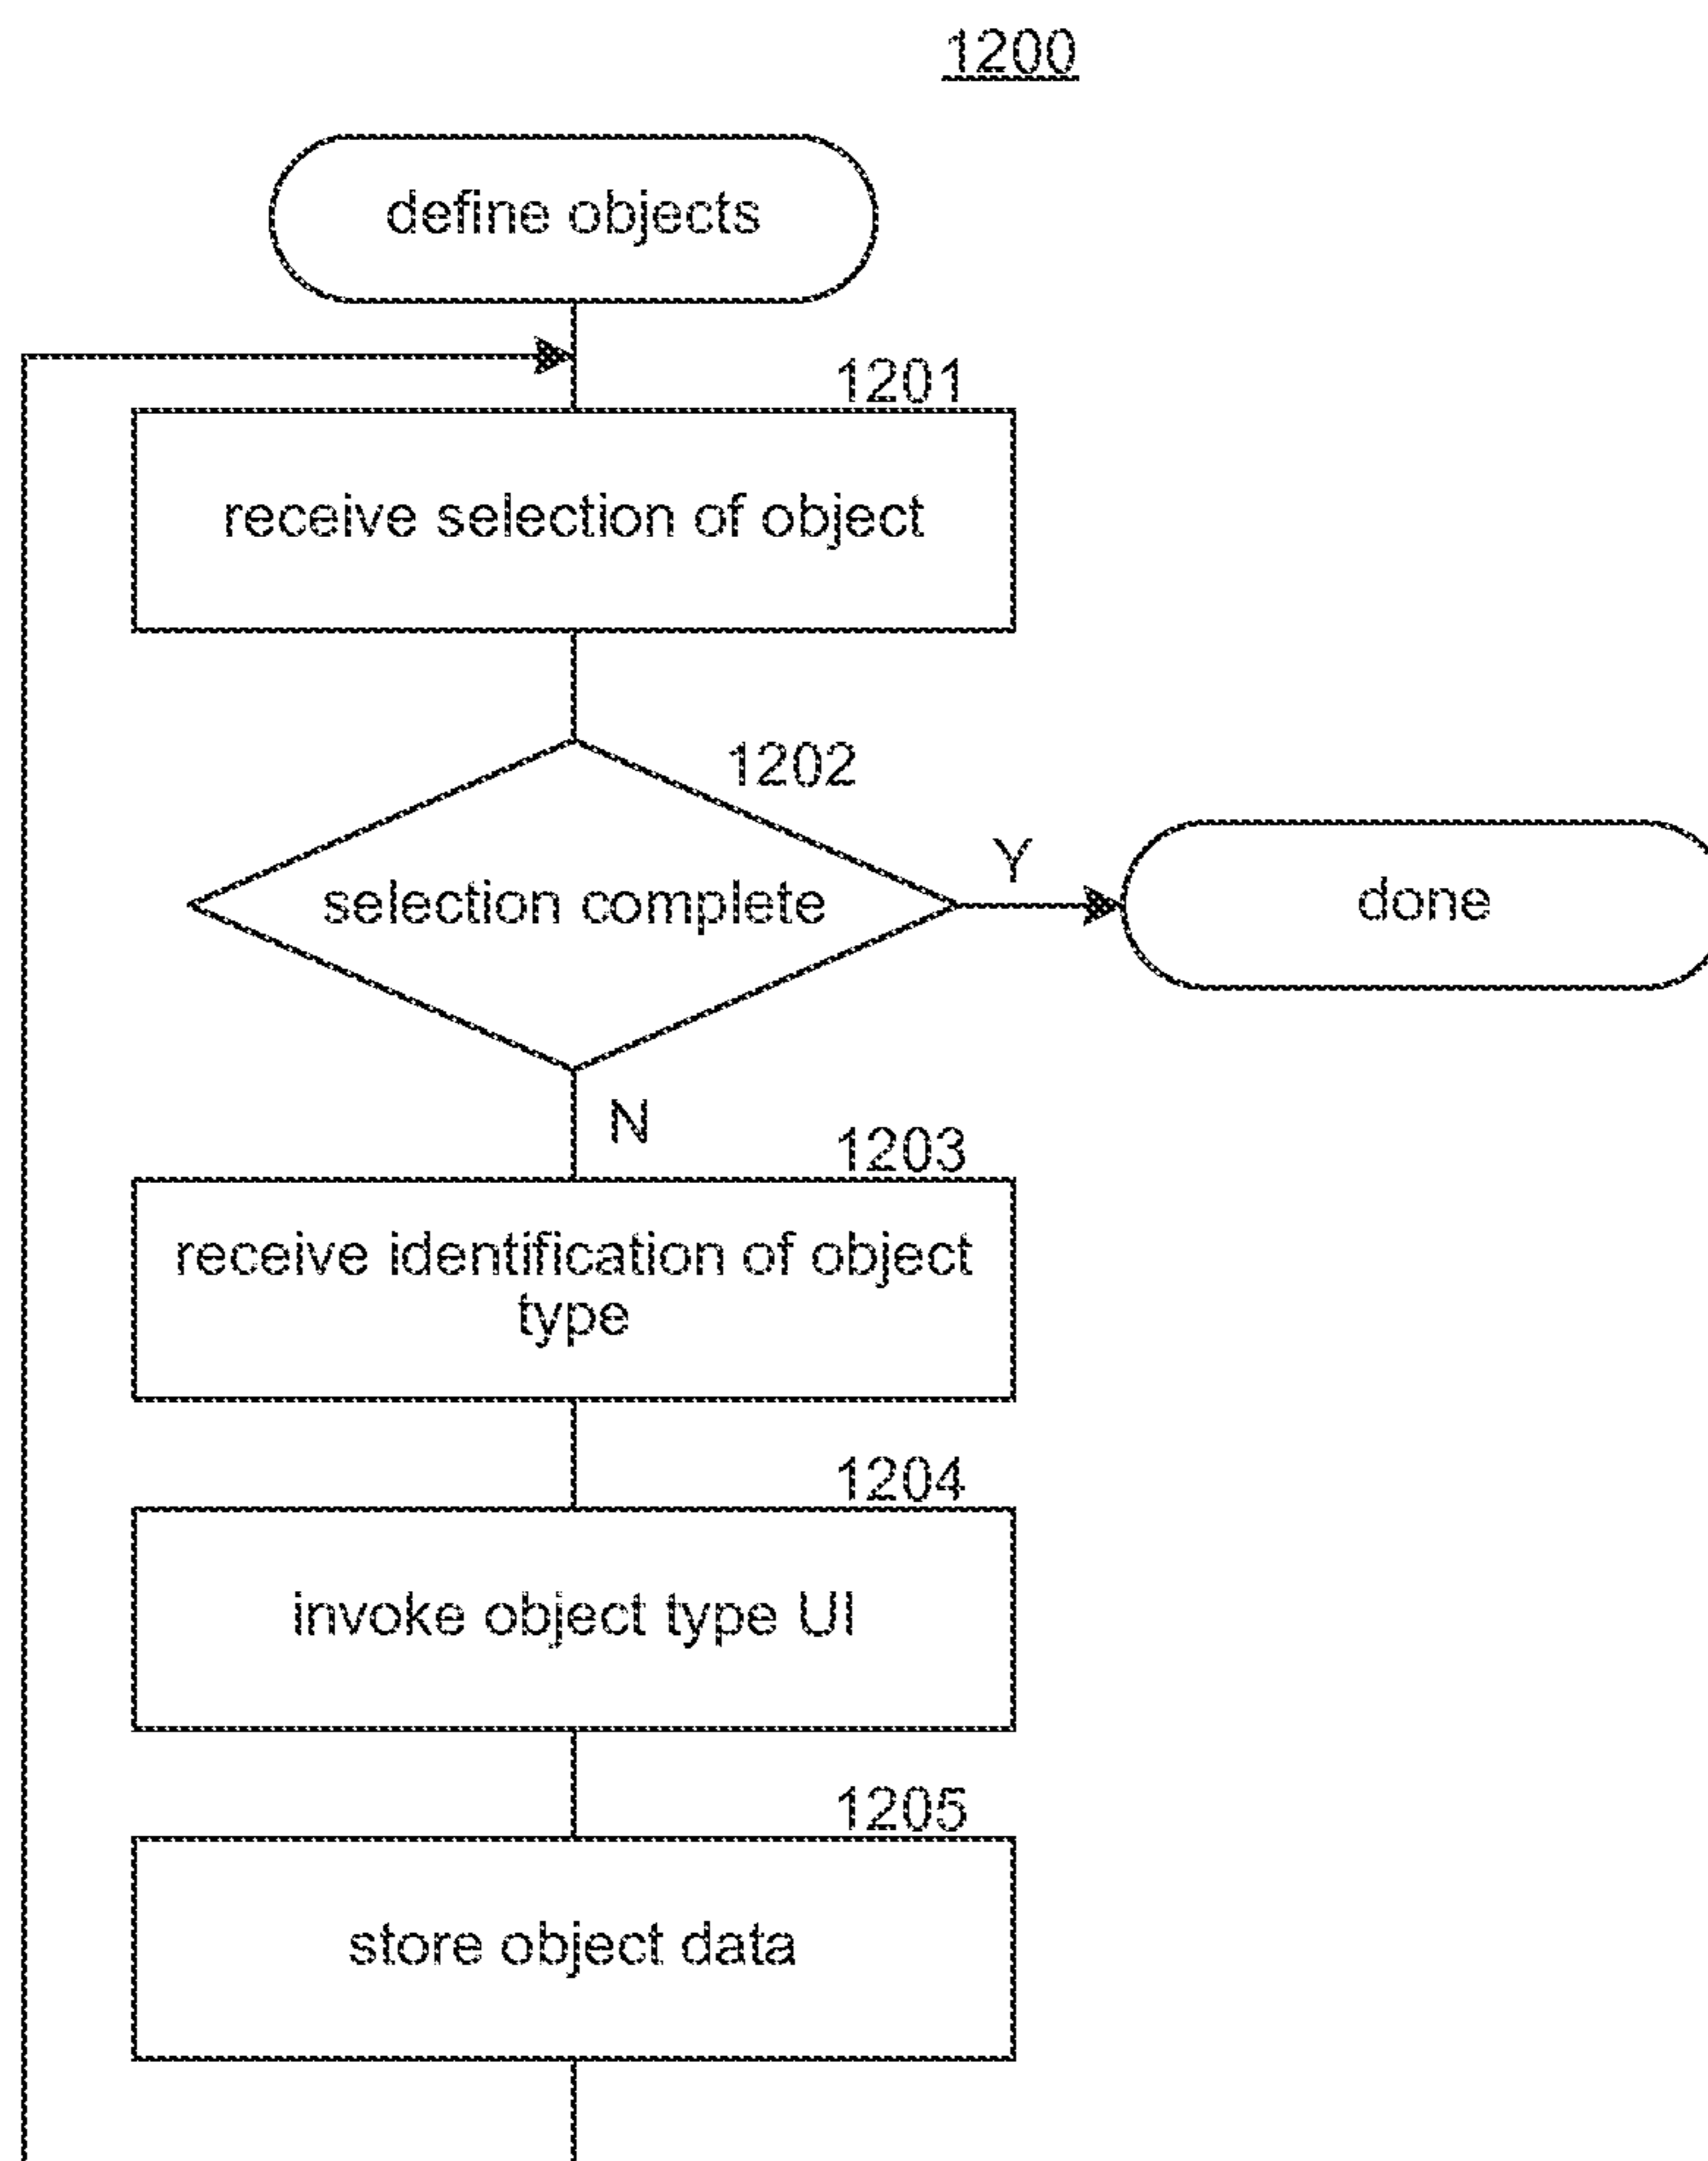 1200
define objects
1201
receive selection of object
1202
selection complete
Y
done
N
1203
receive identification of object
type
1204
invoke object type UI
1205
store object data